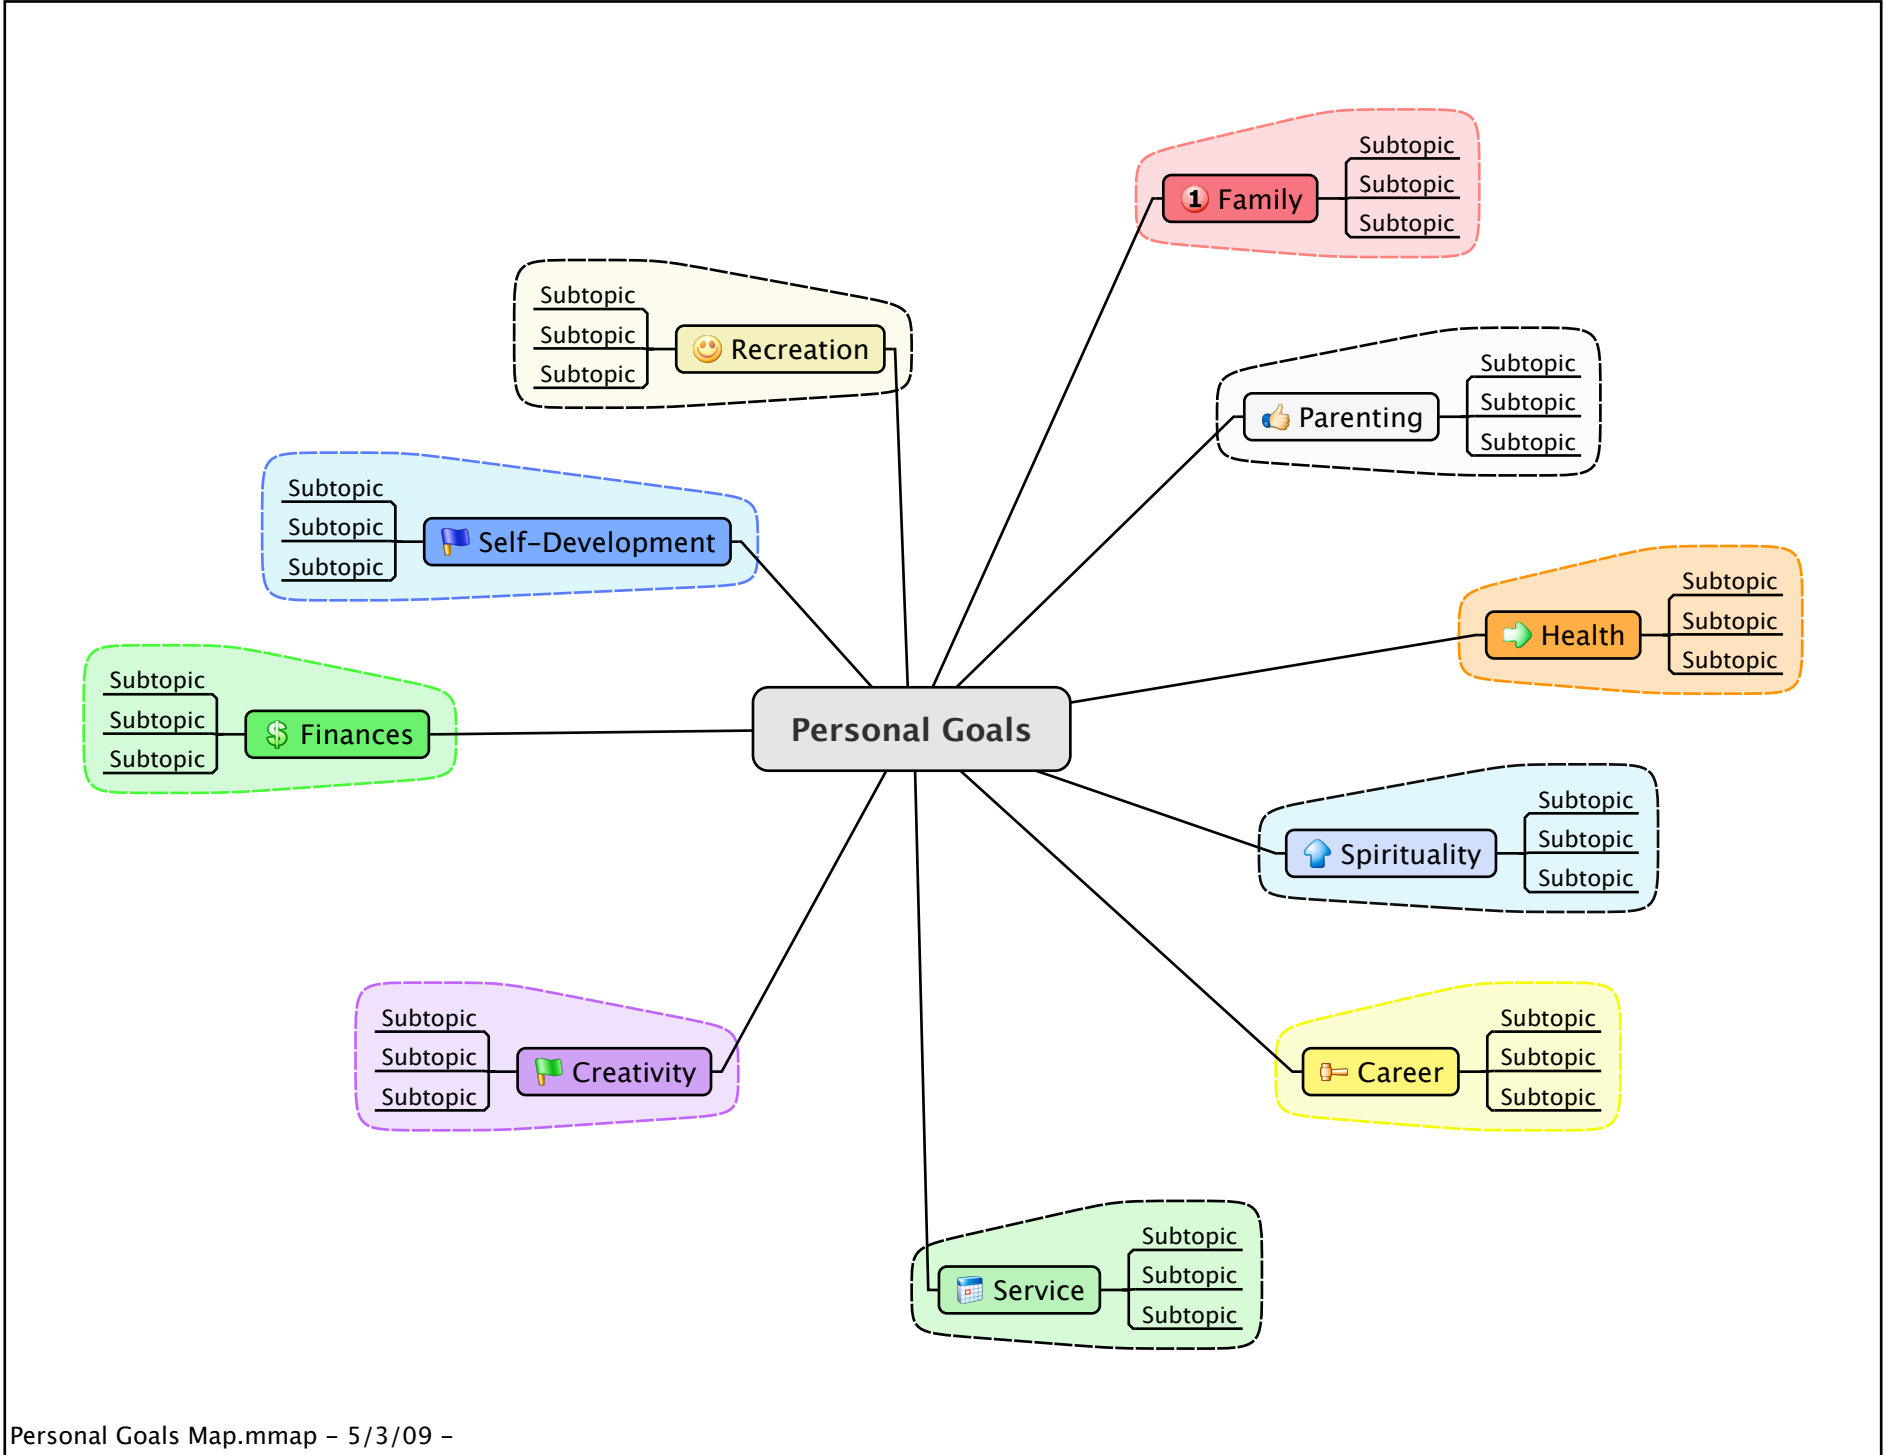 Subtopic
Subtopic
Subtopic
1 Family
Subtopic
Subtopic
Subtopic
Recreation
Subtopic
Subtopic
Subtopic
Parenting
Subtopic
Subtopic
Subtopic
Self-Development
Subtopic
Subtopic
Subtopic
Health
Subtopic
Subtopic
Subtopic
$ Finances
Personal Goals
Subtopic
Subtopic
Subtopic
Spirituality
Subtopic
Subtopic
Subtopic
Creativity
Subtopic
Subtopic
Subtopic
Career
Subtopic
Subtopic
Subtopic
Service
Personal Goals Map.mmap - 5/3/09 -